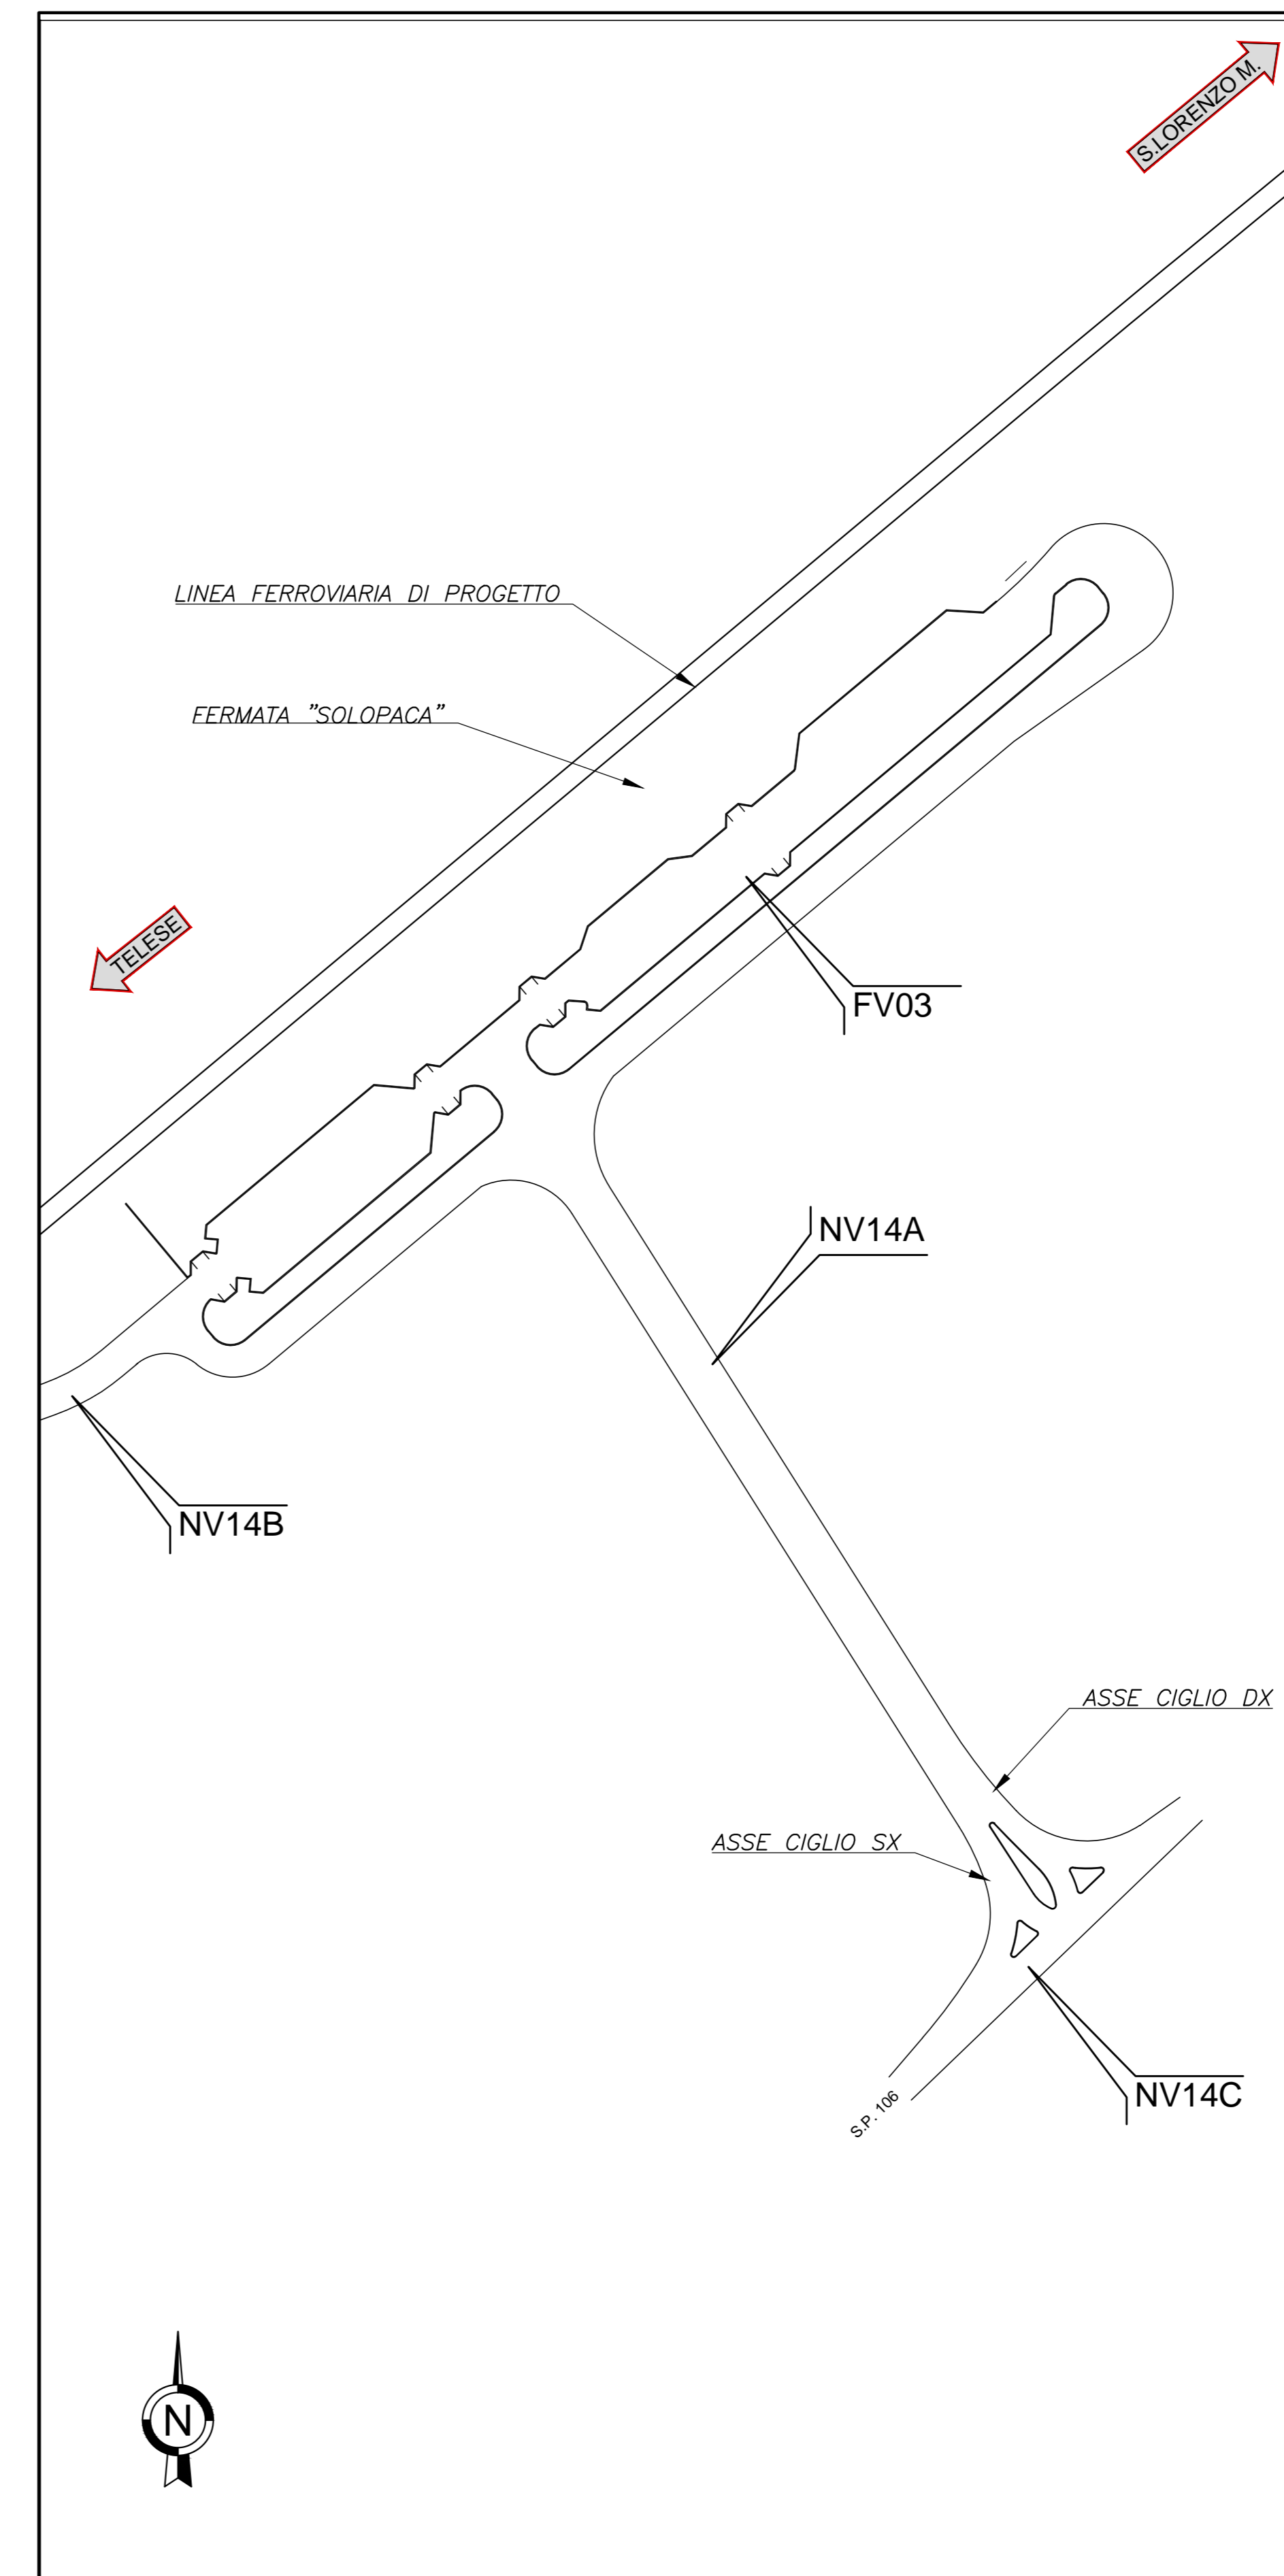 S.LORENZO M.
LINEA FERROVIARIA DI PROGETTO
FERMATA "SOLOPACA"
TELESE
FV03
NV14A
NV14B
ASSE CIGLIO DX
ASSE CIGLIO SX
NV14C
S.P. 106
N